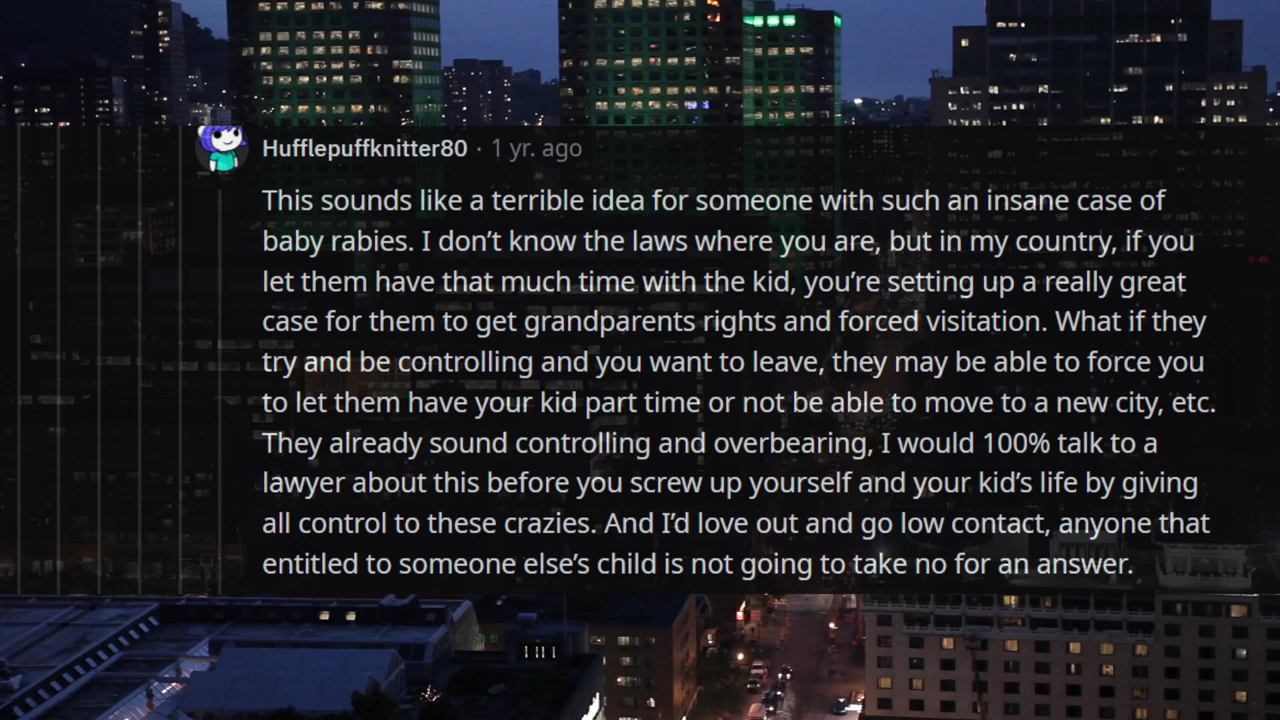 Hufflepuffknitter80 · 1 yr. ago
This sounds like a terrible idea for someone with such an insane case of
baby rabies. I don’t know the laws where you are, but in my country, if you
let them have that much time with the kid, you’re setting up a really great
case for them to get grandparents rights and forced visitation. What if they
try and be controlling and you want to leave, they may be able to force you
to let them have your kid part time or not be able to move to a new city, etc.
They already sound controlling and overbearing, I would 100% talk to a
lawyer about this before you screw up yourself and your kid’s life by giving
all control to these crazies. And I’d love out and go low contact, anyone that
entitled to someone else’s child is not going to take no for an answer.